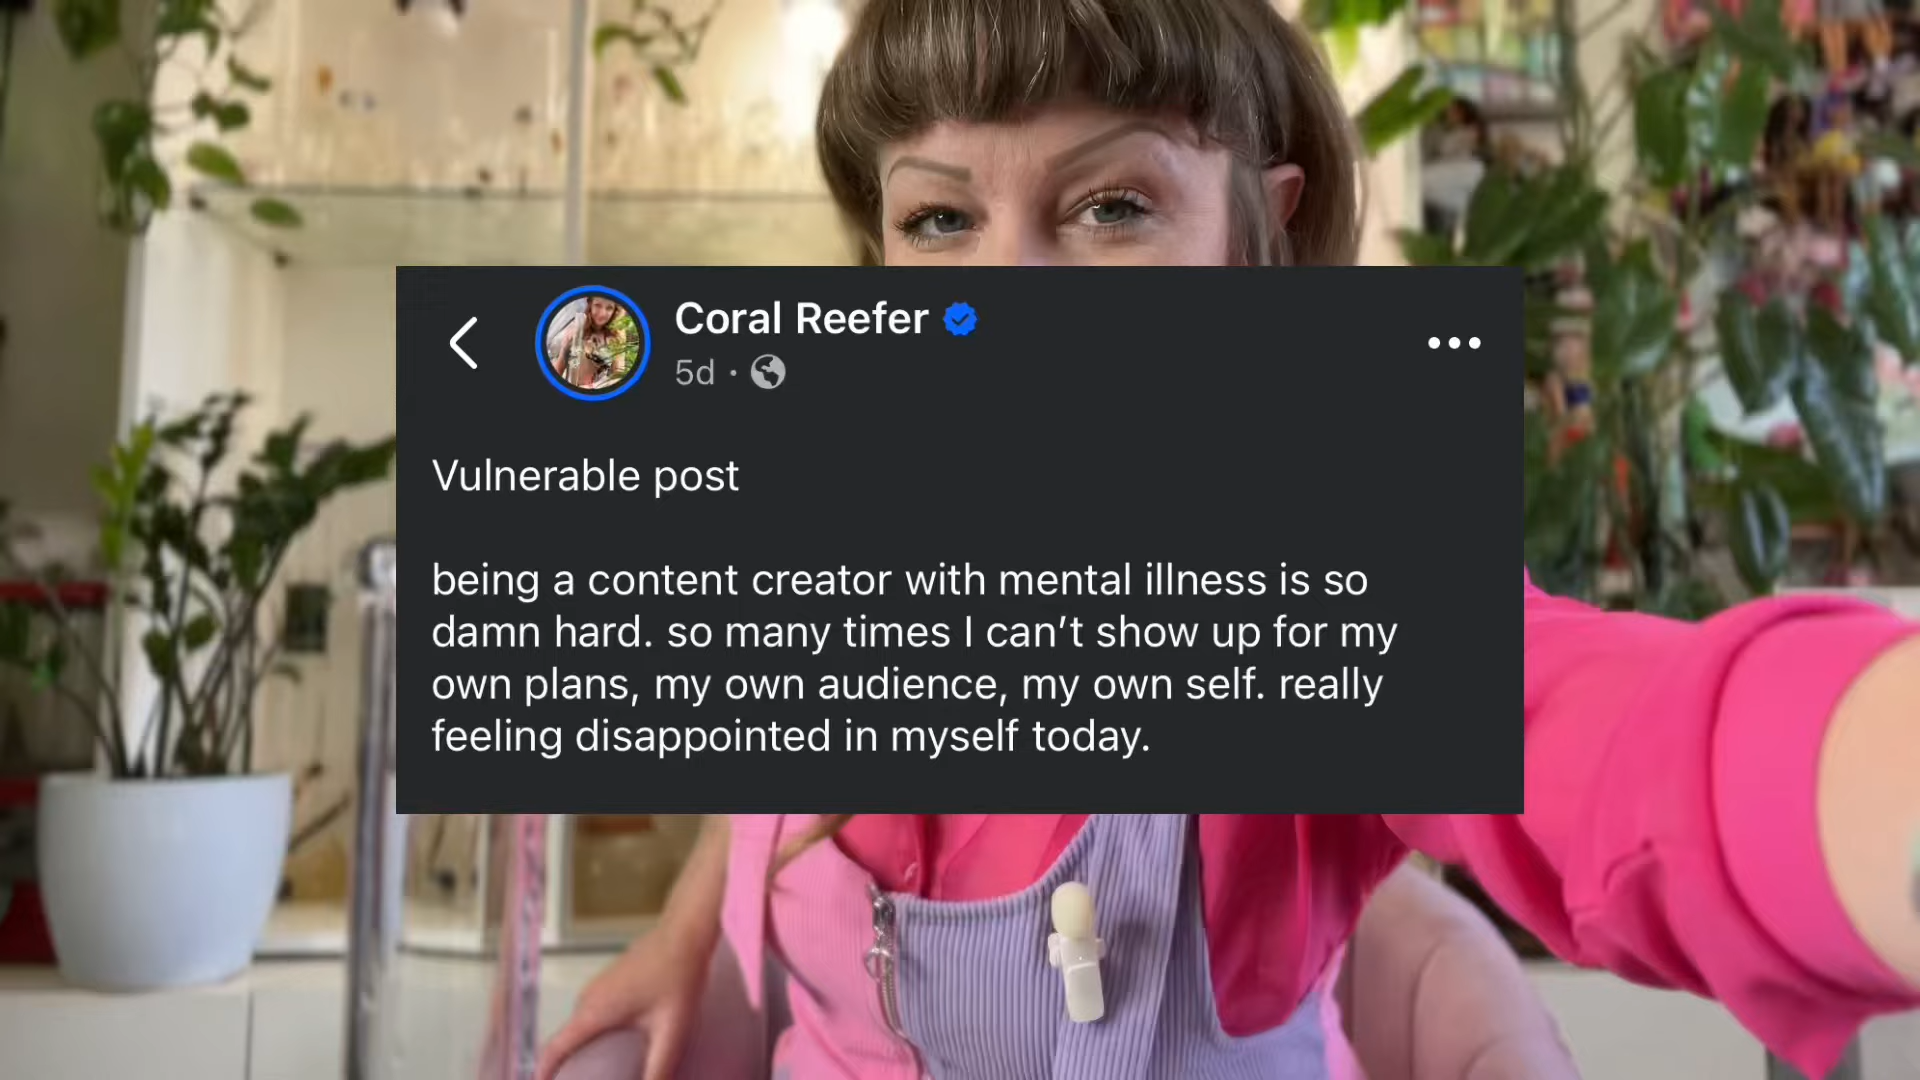 Coral Reefer
5d ·
Vulnerable post
being a content creator with mental illness is so
damn hard. so many times I can’t show up for my
own plans, my own audience, my own self. really
feeling disappointed in myself today.